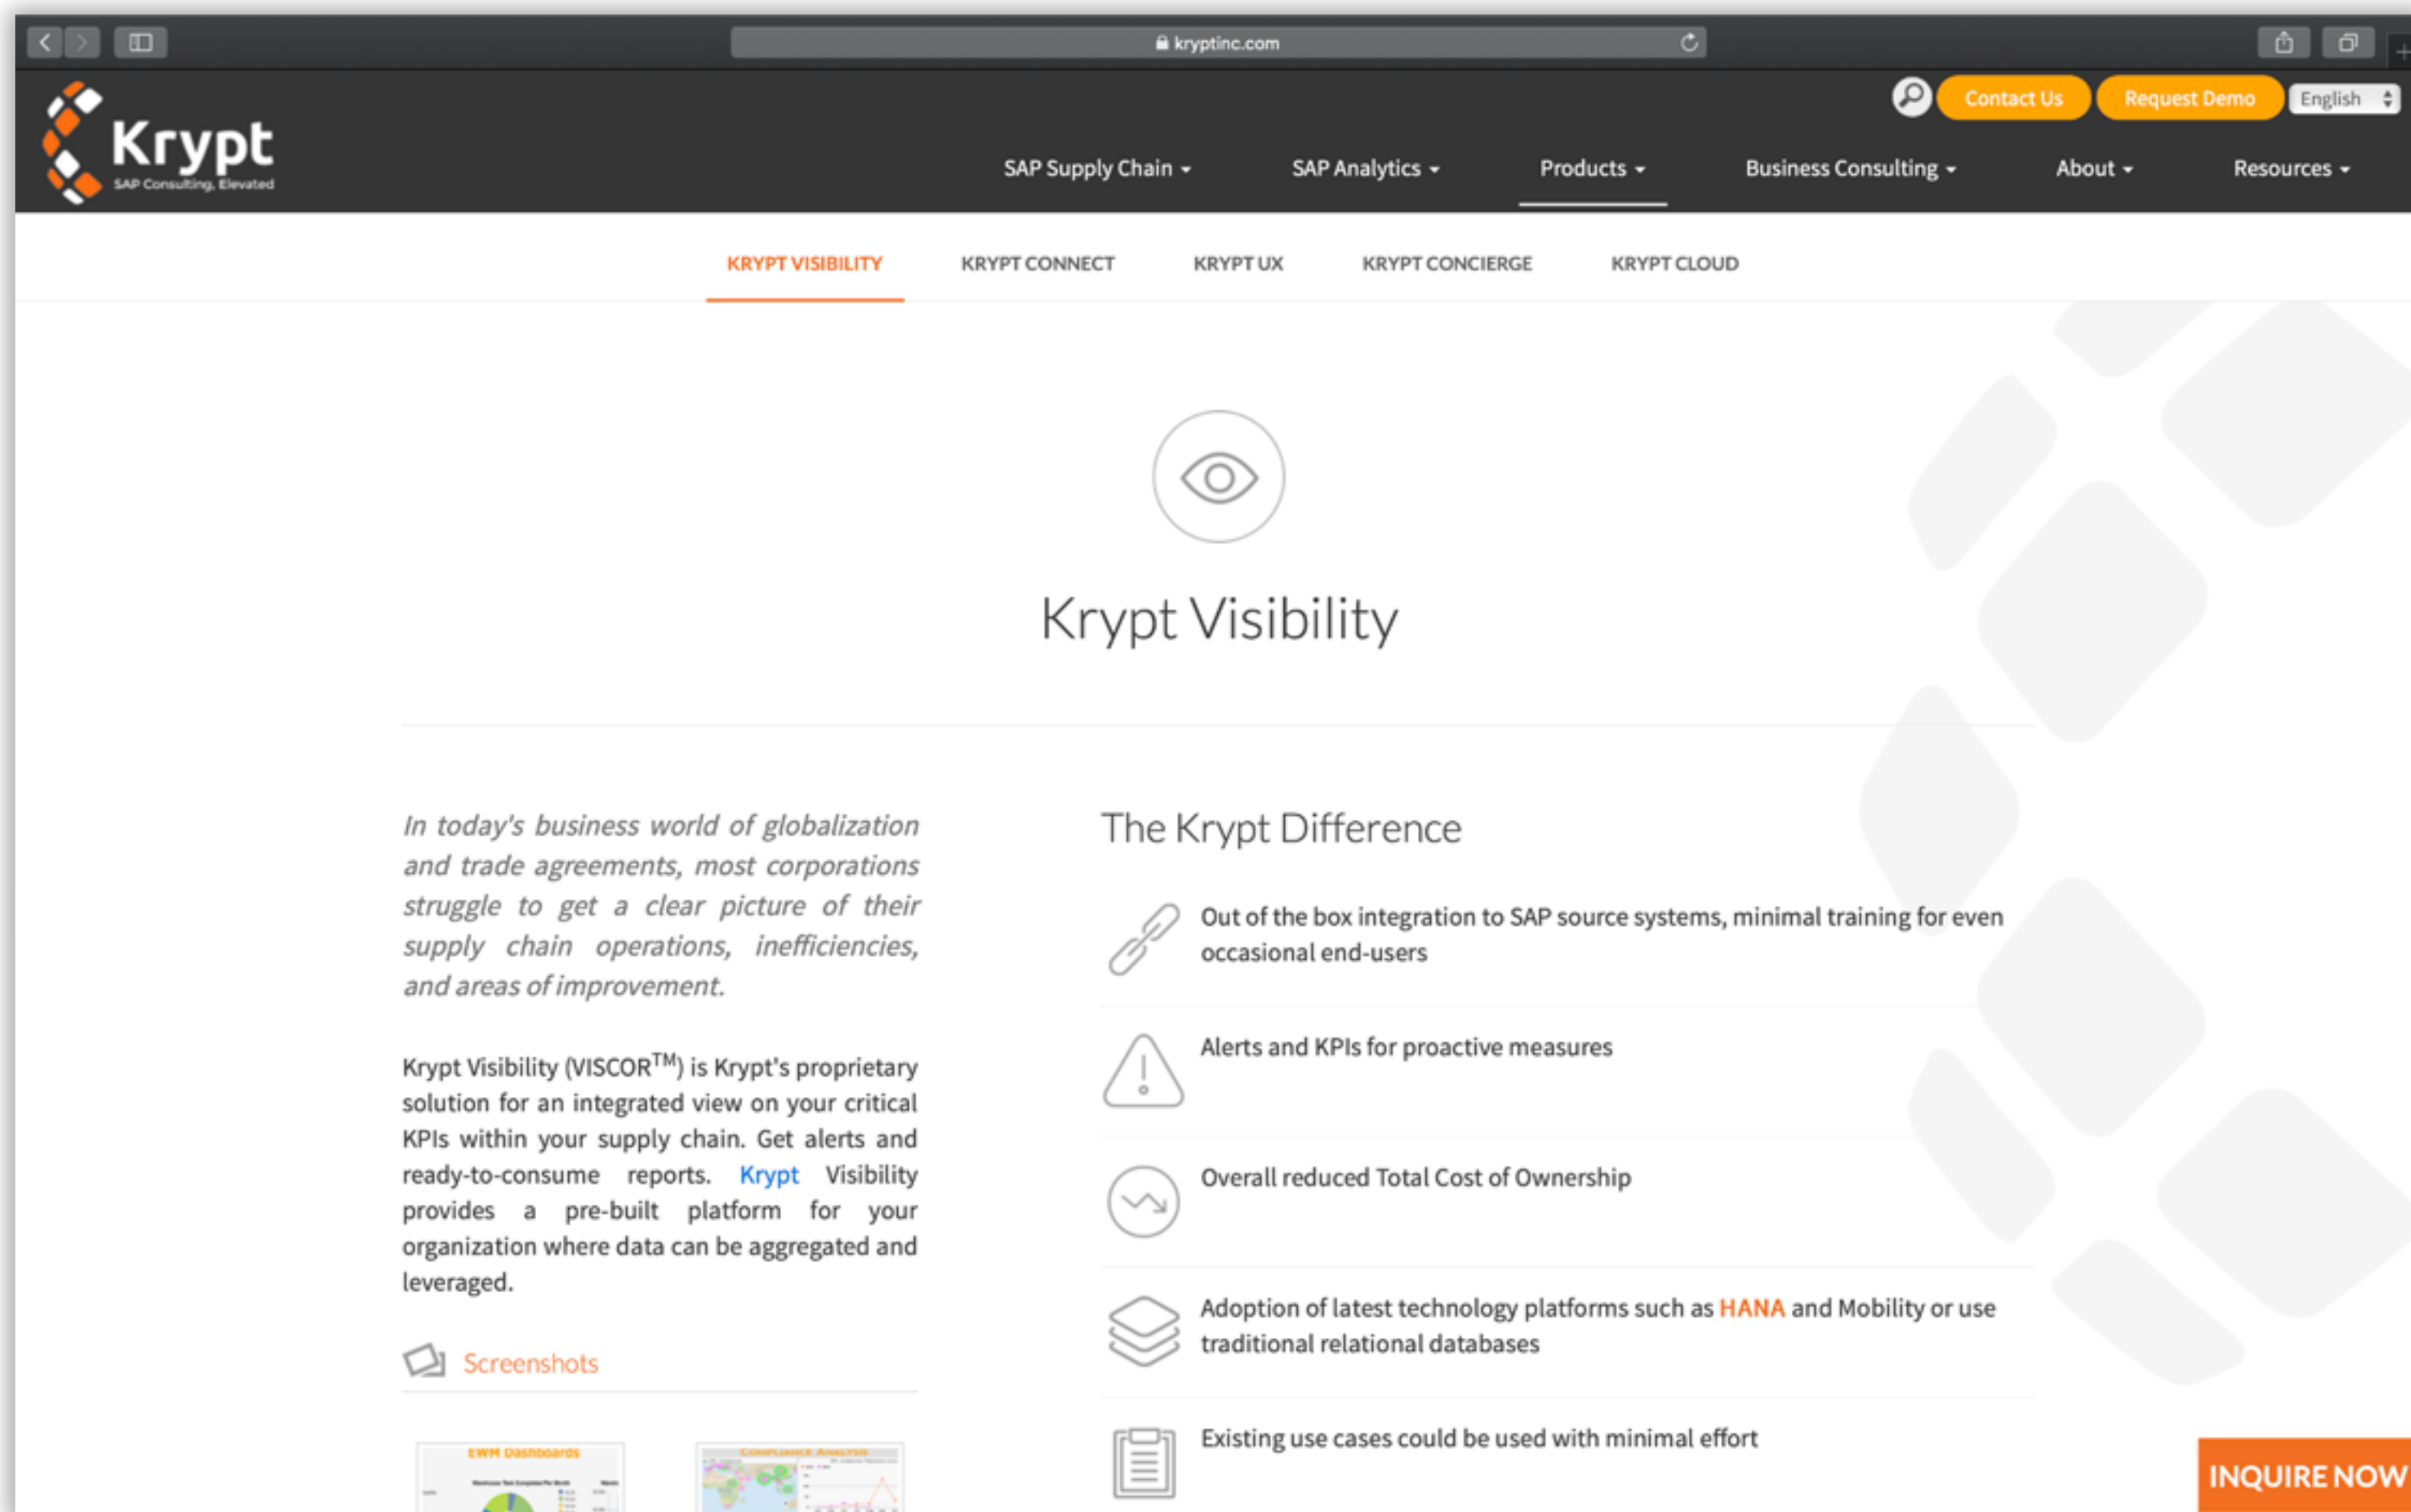 kryptinc.com
Contact Us
Request Demo
English
Krypt
SAP Consulting, Elevated
SAP Supply Chain
SAP Analytics
Products
Business Consulting
About
Resources
KRYPT VISIBILITY
KRYPT CONNECT
KRYPT UX
KRYPT CONCIERGE
KRYPT CLOUD
Krypt Visibility
In today's business world of globalization
and trade agreements, most corporations
struggle to get a clear picture of their
supply chain operations, inefficiencies,
and areas of improvement.
Krypt Visibility (VISCOR™) is Krypt's proprietary
solution for an integrated view on your critical
KPIs within your supply chain. Get alerts and
ready-to-consume reports. Krypt Visibility
provides a pre-built platform for your
organization where data can be aggregated and
leveraged.
Screenshots
EWM Dashboards
Warehouse Task Completed Per Month
COMPLIANCE ANALYSIS
The Krypt Difference
Out of the box integration to SAP source systems, minimal training for even
occasional end-users
Alerts and KPIs for proactive measures
Overall reduced Total Cost of Ownership
Adoption of latest technology platforms such as HANA and Mobility or use
traditional relational databases
Existing use cases could be used with minimal effort
INQUIRE NOW